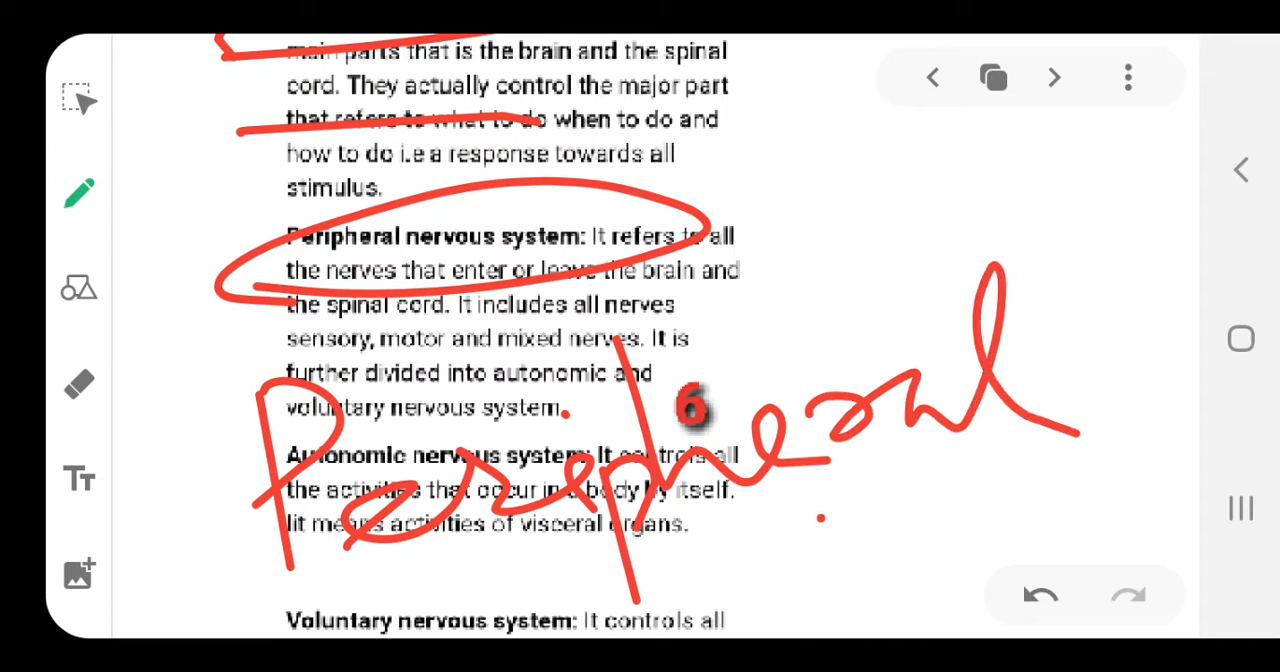 main parts that is the brain and the spinal
cord. They actually control the major part
that refers to what to do when to do and
how to do i.e a response towards all
stimulus.
Peripheral nervous system: It refers to all
the nerves that enter or leave the brain and
the spinal cord. It includes all nerves
sensory, motor and mixed nerves. It is
further divided into autonomic and
voluntary nervous system.
6
Peripheral
Autonomic nervous system: It controls all
the activities that occur in a body by itself.
Iit means activities of visceral organs.
Voluntary nervous system: It controls all
TT